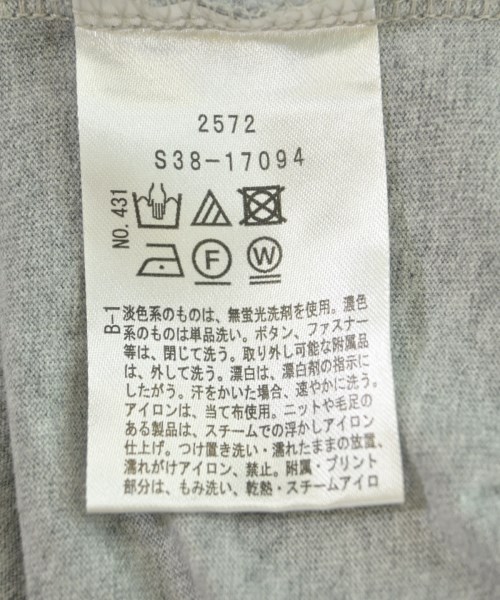 2572
S38-17094
NO. 431
F W
B-1
淡色系のものは、無蛍光洗剤を使用。濃色
系のものは単品洗い。ボタン、ファスナー
等は、閉じて洗う。取り外し可能な附属品
は、外して洗う。漂白は、漂白剤の指示に
したがう。汗をかいた場合、速やかに洗う。
アイロンは、当て布使用。ニットや毛足の
ある製品は、スチームでの浮かしアイロン
仕上げ。つけ置き洗い・濡れたままの放置、
濡れがけアイロン、禁止。附属・プリント
部分は、もみ洗い、乾熱・スチームアイロ